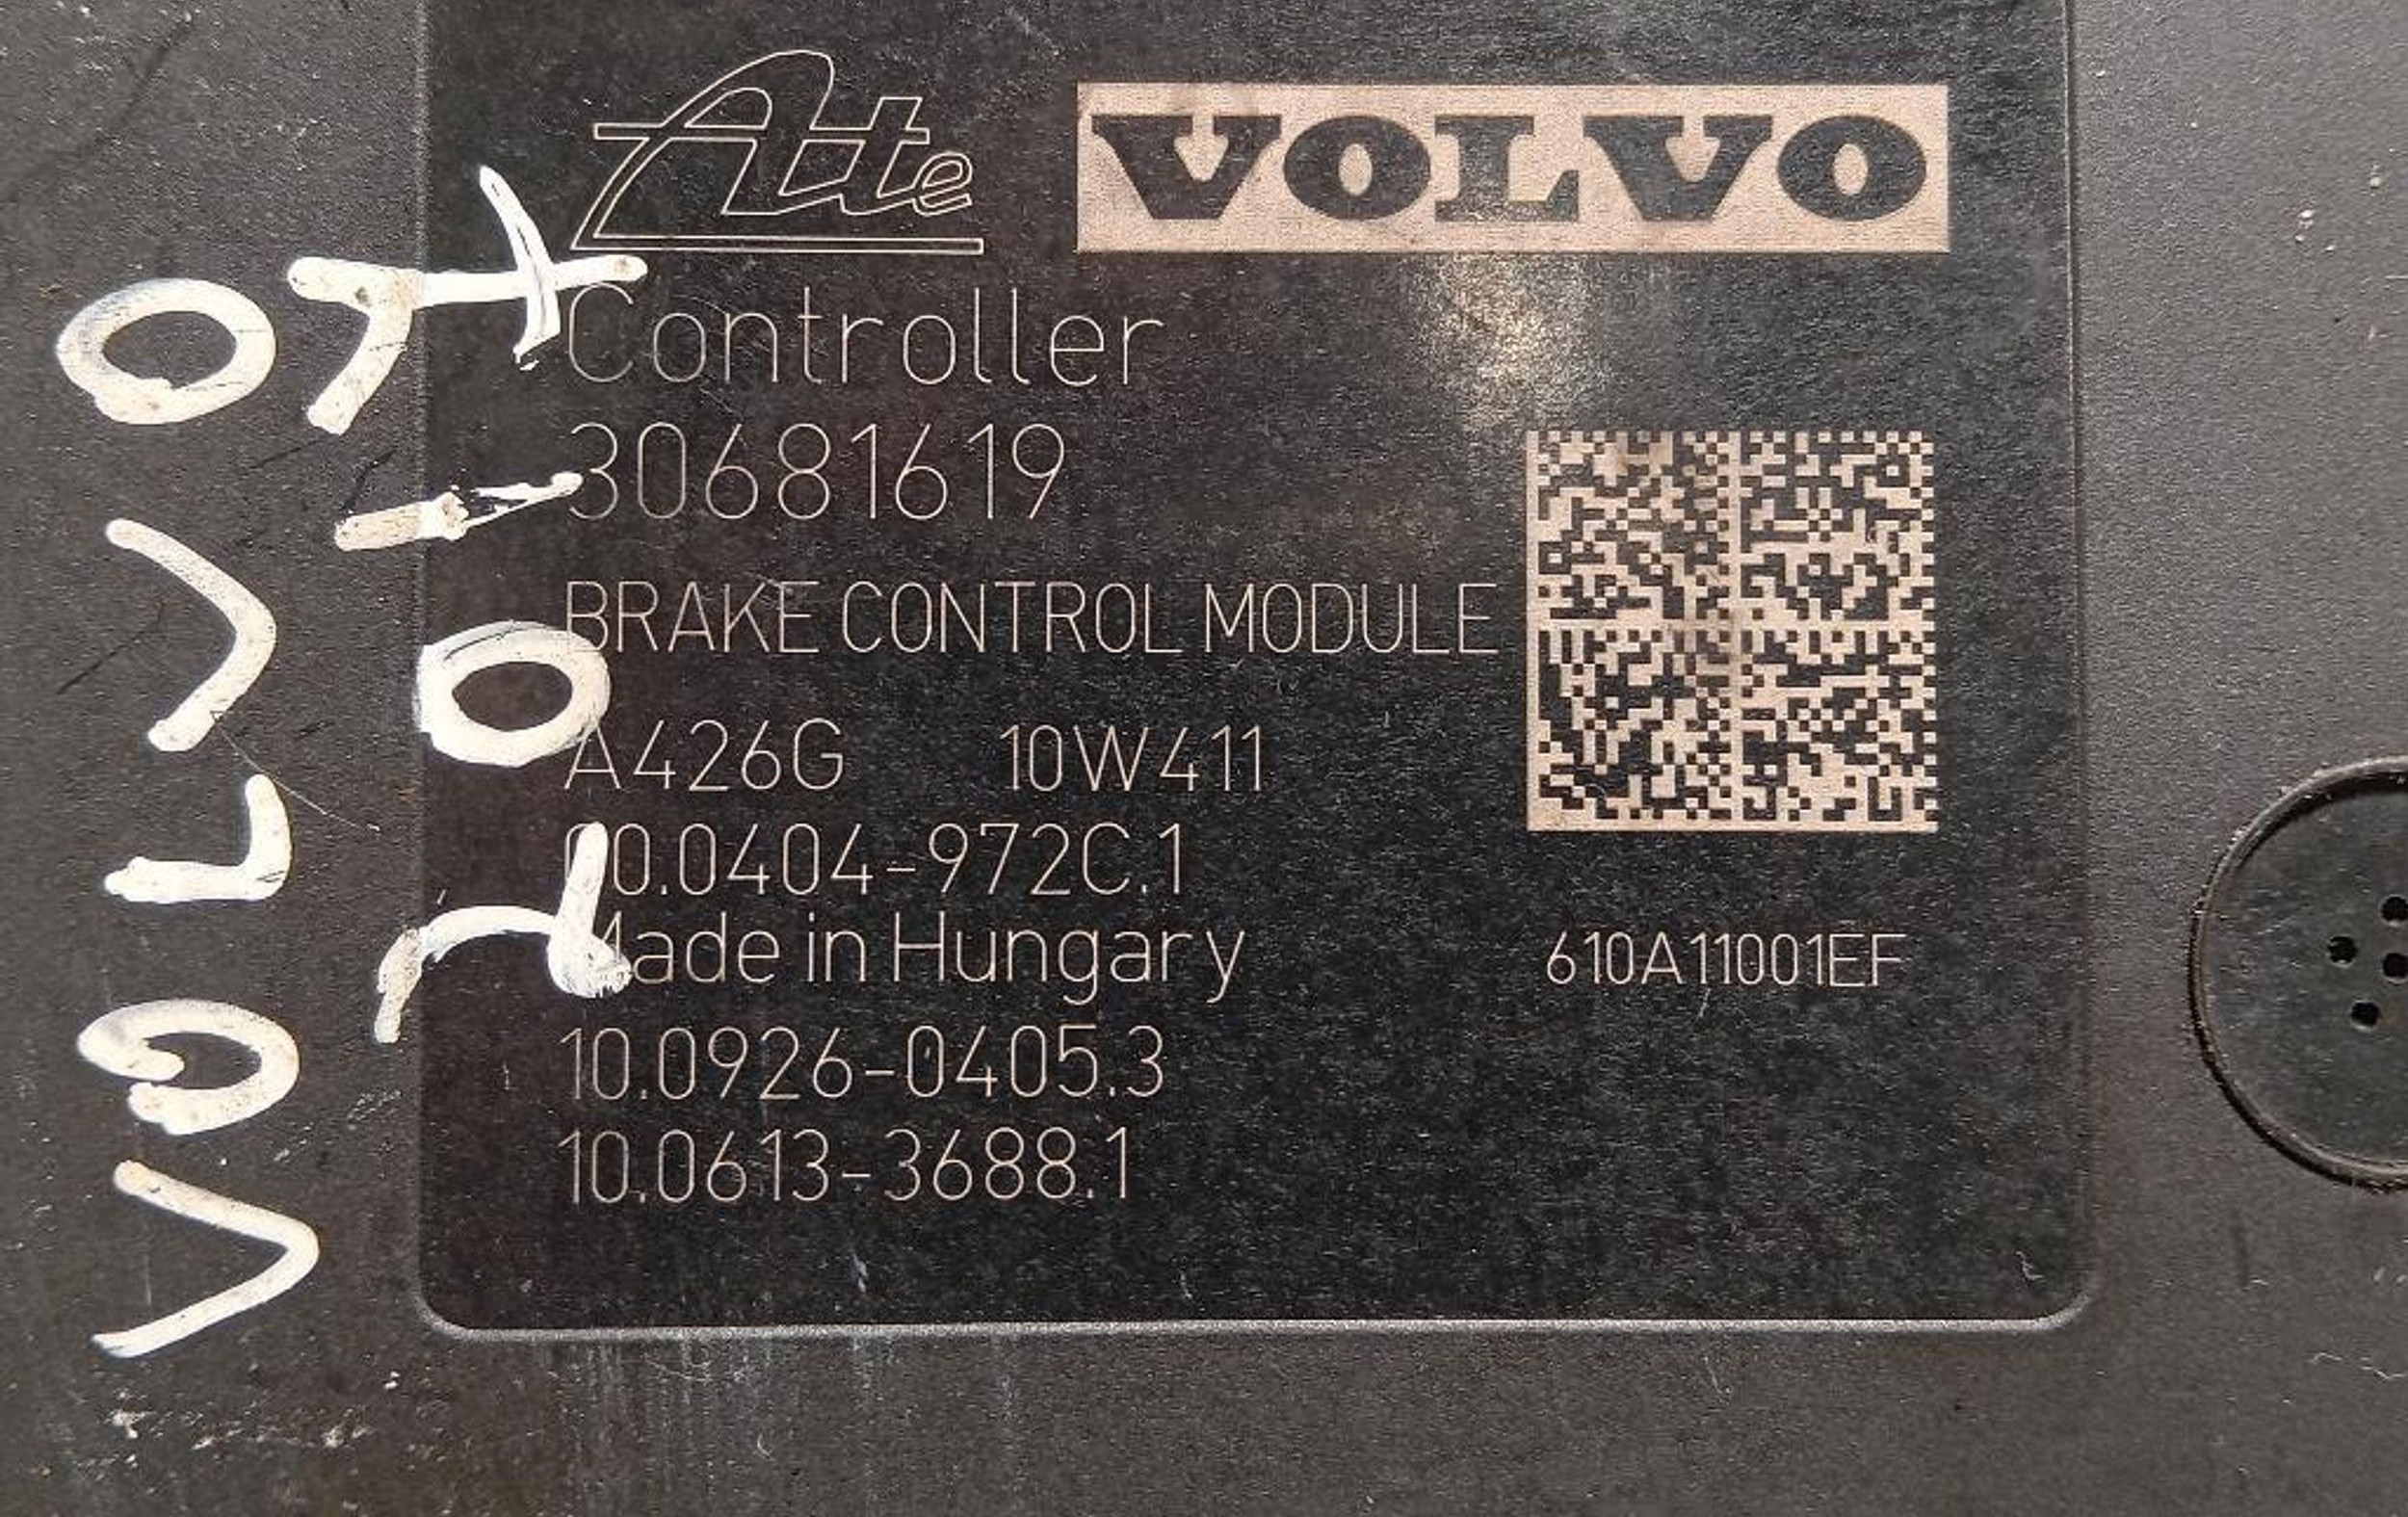 Ate VOLVO
Controller
30681619
BRAKE CONTROL MODULE
A426G 10W411
00.0404-972C.1
Made in Hungary
610A11001EF
10.0926-0405.3
10.0613-3688.1
VOLVO